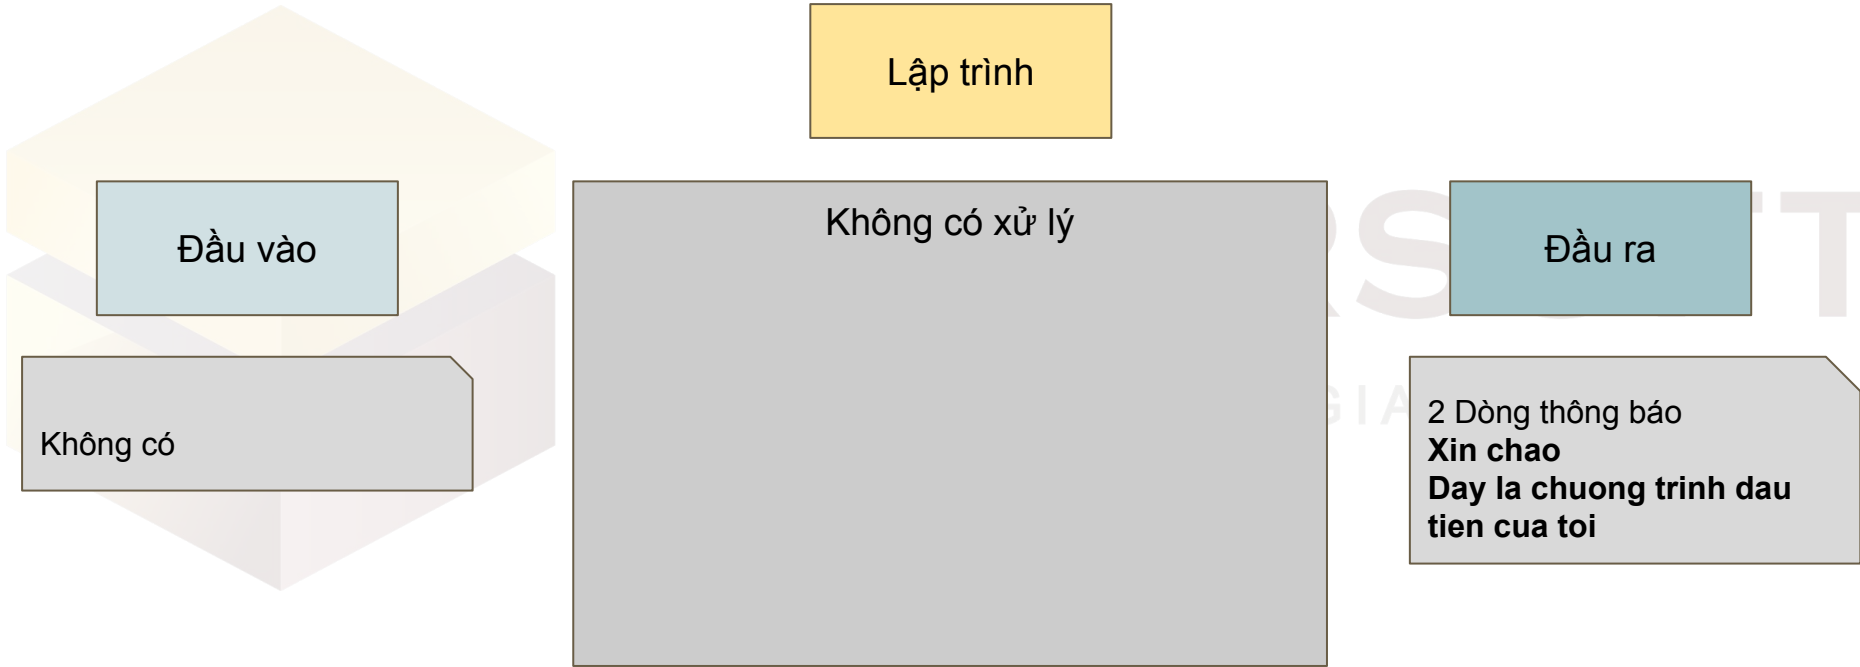 Lập trình
Đầu vào
Không có xử lý
Đầu ra
Không có
2 Dòng thông báo
Xin chao
Day la chuong trinh dau
tien cua toi